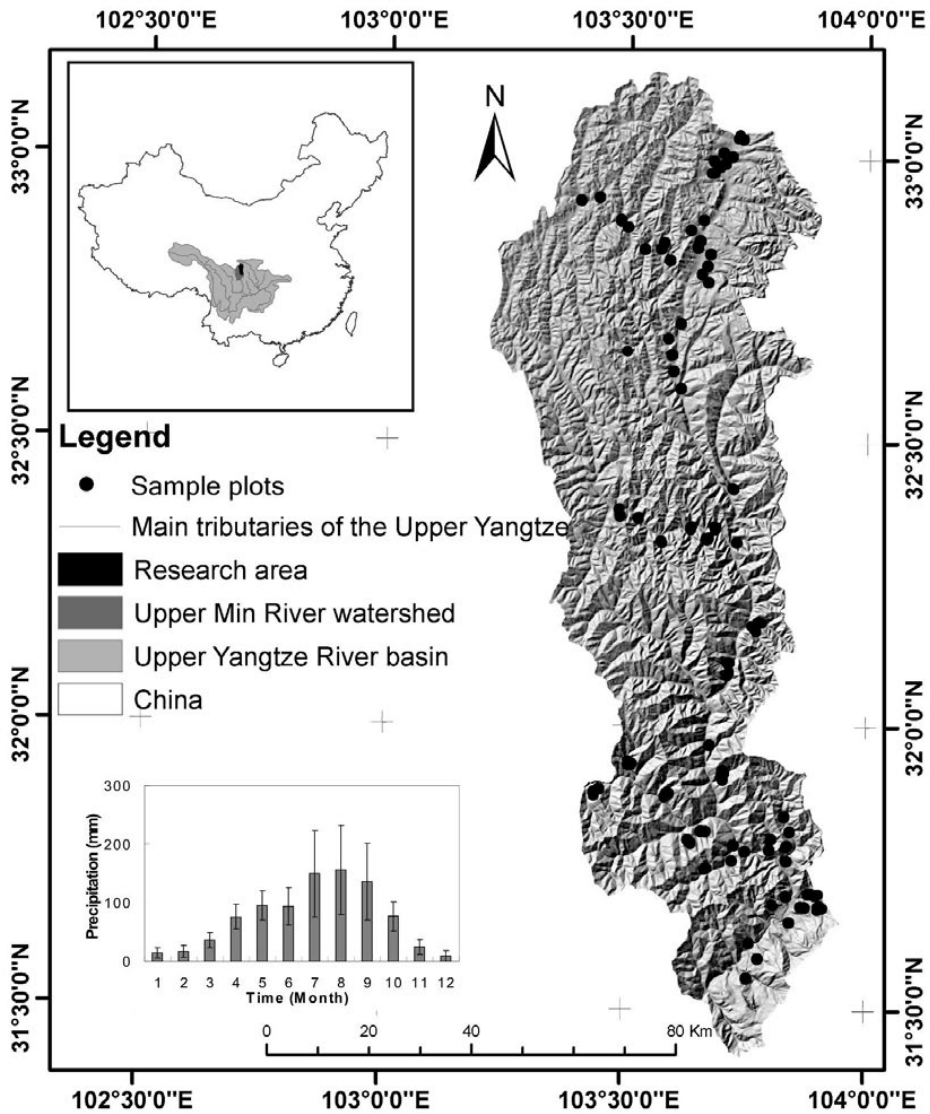 102°30'0"E 103°0'0"E 103°30'0"E 104°0'0"E
33°0'0"N
32°30'0"N
32°0'0"N
31°30'0"N
N
33°0'0"N
32°30'0"N
32°0'0"N
31°30'0"N
Legend
Sample plots
Main tributaries of the Upper Yangtze
Research area
Upper Min River watershed
Upper Yangtze River basin
China
Precipitation (mm)
300
200
100
0
1 2 3 4 5 6 7 8 9 10 11 12
Time (Month)
0 20 40 80 Km
102°30'0"E 103°0'0"E 103°30'0"E 104°0'0"E